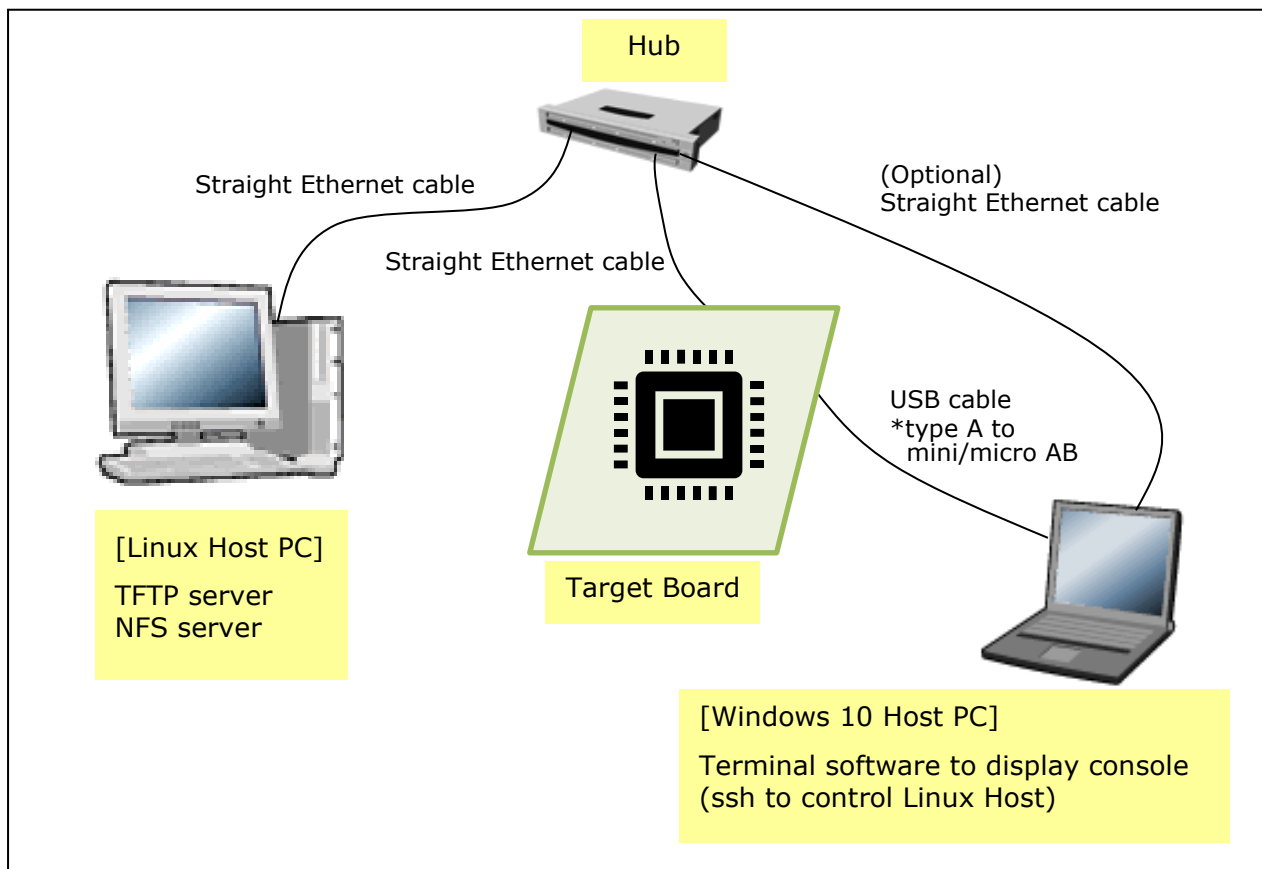 Hub
Straight Ethernet cable
(Optional)
Straight Ethernet cable
Straight Ethernet cable
USB cable
*type A to
mini/micro AB
[Linux Host PC]
TFTP server
NFS server
Target Board
[Windows 10 Host PC]
Terminal software to display console
(ssh to control Linux Host)